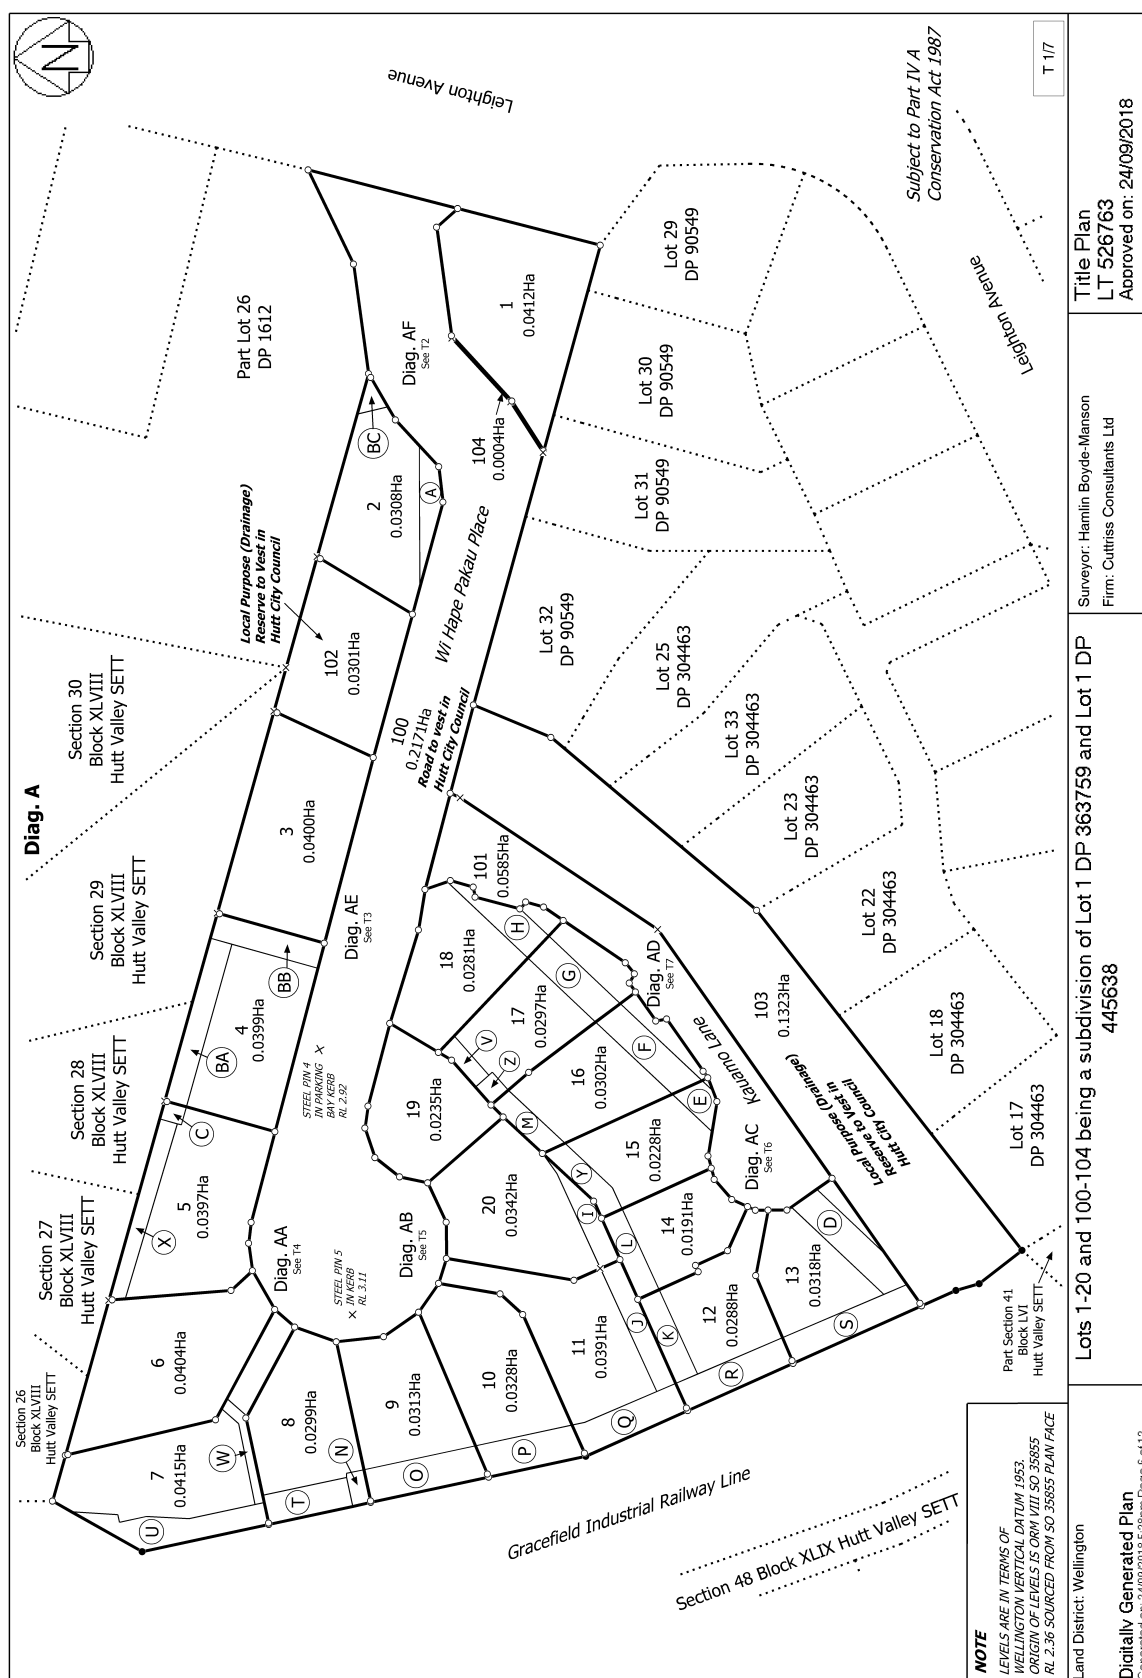 Diag. A
N
Section 26
Block XLVIII
Hutt Valley SETT
Section 27
Block XLVIII
Hutt Valley SETT
Section 28
Block XLVIII
Hutt Valley SETT
Section 29
Block XLVIII
Hutt Valley SETT
Section 30
Block XLVIII
Hutt Valley SETT
Part Lot 26
DP 1612
Leighton Avenue
Local Purpose (Drainage)
Reserve to Vest in
Hutt City Council
7
0.0415Ha
6
0.0404Ha
5
0.0397Ha
4
0.0399Ha
3
0.0400Ha
102
0.0301Ha
2
0.0308Ha
U
W
X
C
BA
BB
BC
A
T
N
O
P
Q
R
S
8
0.0299Ha
9
0.0313Ha
10
0.0328Ha
11
0.0391Ha
12
0.0288Ha
13
0.0318Ha
14
0.0191Ha
15
0.0228Ha
16
0.0302Ha
17
0.0297Ha
18
0.0281Ha
19
0.0235Ha
20
0.0342Ha
Diag. AA
See T4
Diag. AB
See T5
Diag. AC
See T6
Diag. AD
See T7
Diag. AE
See T3
Diag. AF
See T2
STEEL PIN 5
IN KERB
RL 3.11
STEEL PIN 4
IN PARKING
BAY KERB
RL 2.92
J
K
L
I
Y
M
Z
V
D
E
F
G
H
101
0.0585Ha
100
0.2171Ha
Road to vest in
Hutt City Council
Wi Hape Pakau Place
104
0.0004Ha
1
0.0412Ha
Kauamo Lane
103
0.1323Ha
Local Purpose (Drainage)
Reserve to Vest in
Hutt City Council
Gracefield Industrial Railway Line
Section 48 Block XLIX Hutt Valley SETT
Part Section 41
Block LVI
Hutt Valley SETT
Lot 17
DP 304463
Lot 18
DP 304463
Lot 22
DP 304463
Lot 23
DP 304463
Lot 33
DP 304463
Lot 25
DP 304463
Lot 32
DP 90549
Lot 31
DP 90549
Lot 30
DP 90549
Lot 29
DP 90549
Leighton Avenue
Subject to Part IV A
Conservation Act 1987
T 1/7
NOTE
LEVELS ARE IN TERMS OF
WELLINGTON VERTICAL DATUM 1953.
ORIGIN OF LEVELS IS ORM VIII SO 35855
RL 2.36 SOURCED FROM SO 35855 PLAN FACE
Land District: Wellington
Digitally Generated Plan
Lots 1-20 and 100-104 being a subdivision of Lot 1 DP 363759 and Lot 1 DP
445638
Surveyor: Hamlin Boyde-Manson
Firm: Cuttriss Consultants Ltd
Title Plan
LT 526763
Approved on: 24/09/2018